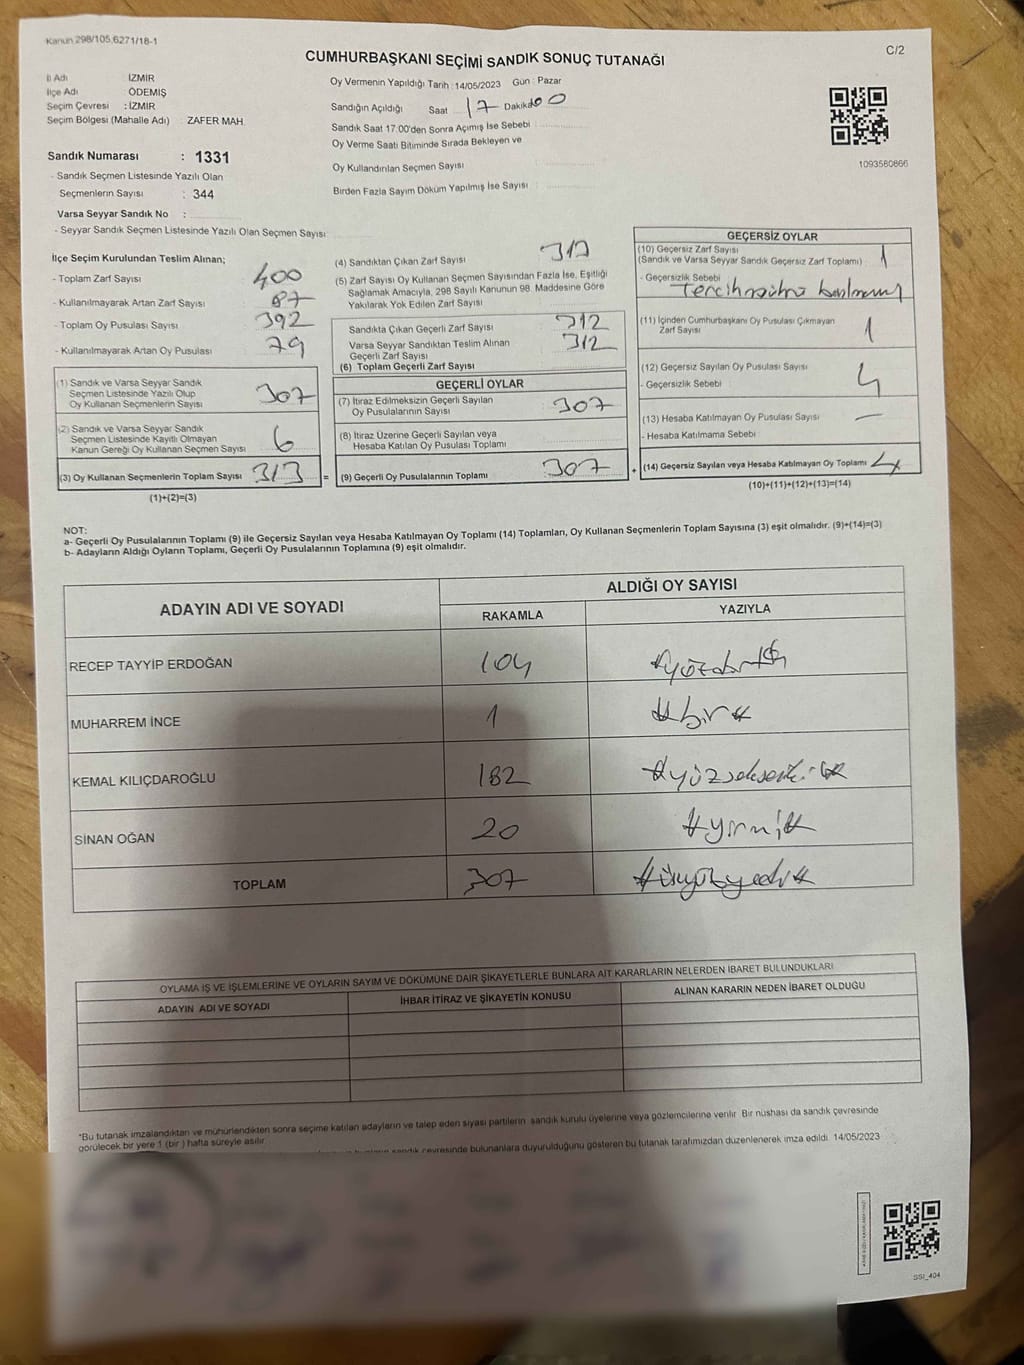 Kanun 298/105,6271/18-1
C/2
CUMHURBAŞKANI SEÇİMİ SANDIK SONUÇ TUTANAĞI
İl Adı İZMİR
İlçe Adı ÖDEMİŞ
Seçim Çevresi : İZMİR
Seçim Bölgesi (Mahalle Adı) ZAFER MAH.
Oy Vermenin Yapıldığı Tarih :14/05/2023 Gün : Pazar
Sandığın Açıldığı Saat 17 Dakika 00
Sandık Saat 17:00'den Sonra Açımış İse Sebebi :
Oy Verme Saati Bitiminde Sırada Bekleyen ve
Oy Kullandırılan Seçmen Sayısı :
Birden Fazla Sayım Döküm Yapılmış İse Sayısı :
1093580866
Sandık Numarası : 1331
- Sandık Seçmen Listesinde Yazılı Olan
Seçmenlerin Sayısı : 344
Varsa Seyyar Sandık No :
- Seyyar Sandık Seçmen Listesinde Yazılı Olan Seçmen Sayısı:
İlçe Seçim Kurulundan Teslim Alınan;
- Toplam Zarf Sayısı 400
- Kullanılmayarak Artan Zarf Sayısı 87
- Toplam Oy Pusulası Sayısı 392
- Kullanılmayarak Artan Oy Pusulası 79
(1) Sandık ve Varsa Seyyar Sandık
Seçmen Listesinde Yazılı Olup
Oy Kullanan Seçmenlerin Sayısı 307
(2) Sandık ve Varsa Seyyar Sandık
Seçmen Listesinde Kayıtlı Olmayan
Kanun Gereği Oy Kullanan Seçmen Sayısı 6
(3) Oy Kullanan Seçmenlerin Toplam Sayısı 313 =
(1)+(2)=(3)
(4) Sandıktan Çıkan Zarf Sayısı
(5) Zarf Sayısı Oy Kullanan Seçmen Sayısından Fazla İse, Eşitliği
Sağlamak Amacıyla, 298 Sayılı Kanunun 98. Maddesine Göre
Yakılarak Yok Edilen Zarf Sayısı
Sandıkta Çıkan Geçerli Zarf Sayısı 312
Varsa Seyyar Sandıktan Teslim Alınan 312
Geçerli Zarf Sayısı
(6) Toplam Geçerli Zarf Sayısı
GEÇERLİ OYLAR
(7) İtiraz Edilmeksizin Geçerli Sayılan
Oy Pusulalarının Sayısı 307
(8) İtiraz Üzerine Geçerli Sayılan veya
Hesaba Katılan Oy Pusulası Toplamı
(9) Geçerli Oy Pusulalarının Toplamı 307 +
GEÇERSİZ OYLAR
(10) Geçersiz Zarf Sayısı 1
(Sandık ve Varsa Seyyar Sandık Geçersiz Zarf Toplamı)
- Geçersizlik Sebebi
(11) İçinden Cumhurbaşkanı Oy Pusulası Çıkmayan
Zarf Sayısı 1
(12) Geçersiz Sayılan Oy Pusulası Sayısı 4
- Geçersizlik Sebebi
(13) Hesaba Katılmayan Oy Pusulası Sayısı —
- Hesaba Katılmama Sebebi
(14) Geçersiz Sayılan veya Hesaba Katılmayan Oy Toplamı 4
(10)+(11)+(12)+(13)=(14)
NOT:
a- Geçerli Oy Pusulalarının Toplamı (9) ile Geçersiz Sayılan veya Hesaba Katılmayan Oy Toplamı (14) Toplamları, Oy Kullanan Seçmenlerin Toplam Sayısına (3) eşit olmalıdır. (9)+(14)=(3)
b- Adayların Aldığı Oyların Toplamı, Geçerli Oy Pusulalarının Toplamına (9) eşit olmalıdır.
ADAYIN ADI VE SOYADI ALDIĞI OY SAYISI
RAKAMLA YAZIYLA
RECEP TAYYİP ERDOĞAN 104 #yüzdört#
MUHARREM İNCE 1 #bir#
KEMAL KILIÇDAROĞLU 182 #yüzsekseniki#
SİNAN OĞAN 20 #yirmi#
TOPLAM 307 #üçyüzyedi#
OYLAMA İŞ VE İŞLEMLERİNE VE OYLARIN SAYIM VE DÖKÜMÜNE DAİR ŞİKAYETLERLE BUNLARA AİT KARARLARIN NELERDEN İBARET BULUNDUKLARI
ADAYIN ADI VE SOYADI İHBAR İTİRAZ VE ŞİKAYETİN KONUSU ALINAN KARARIN NEDEN İBARET OLDUĞU
*Bu tutanak imzalandıktan ve mühürlendikten sonra seçime katılan adayların ve talep eden siyasi partilerin sandık kurulu üyelerine veya gözlemcilerine verilir. Bir nüshası da sandık çevresinde
görülecek bir yere 1 (bir) hafta süreyle asılır.
sandık çevresinde bulunanlara duyurulduğunu gösteren bu tutanak tarafımızdan düzenlenerek imza edildi. 14/05/2023
SSI_404